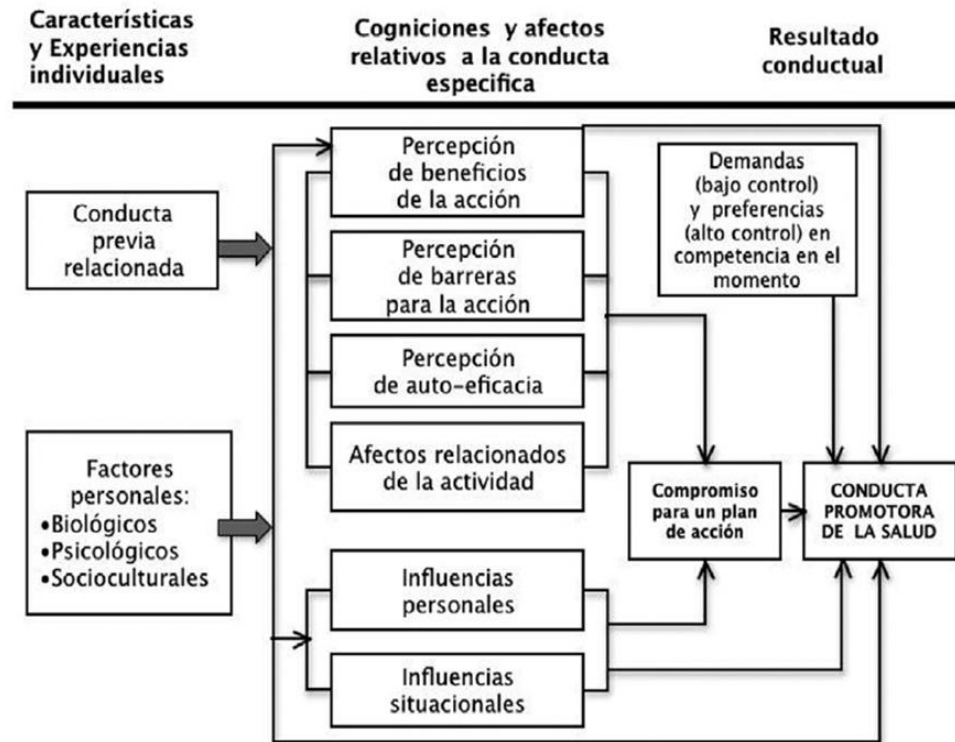 Características
y Experiencias
individuales
Cogniciones y afectos
relativos a la conducta
especifica
Resultado
conductual
Conducta
previa
relacionada
Factores
personales:
•Biológicos
•Psicológicos
•Socioculturales
Percepción
de beneficios
de la acción
Percepción
de barreras
para la acción
Percepción
de auto-eficacia
Afectos relacionados
de la actividad
Influencias
personales
Influencias
situacionales
Demandas
(bajo control)
y preferencias
(alto control) en
competencia en el
momento
Compromiso
para un plan
de acción
CONDUCTA
PROMOTORA
DE LA SALUD